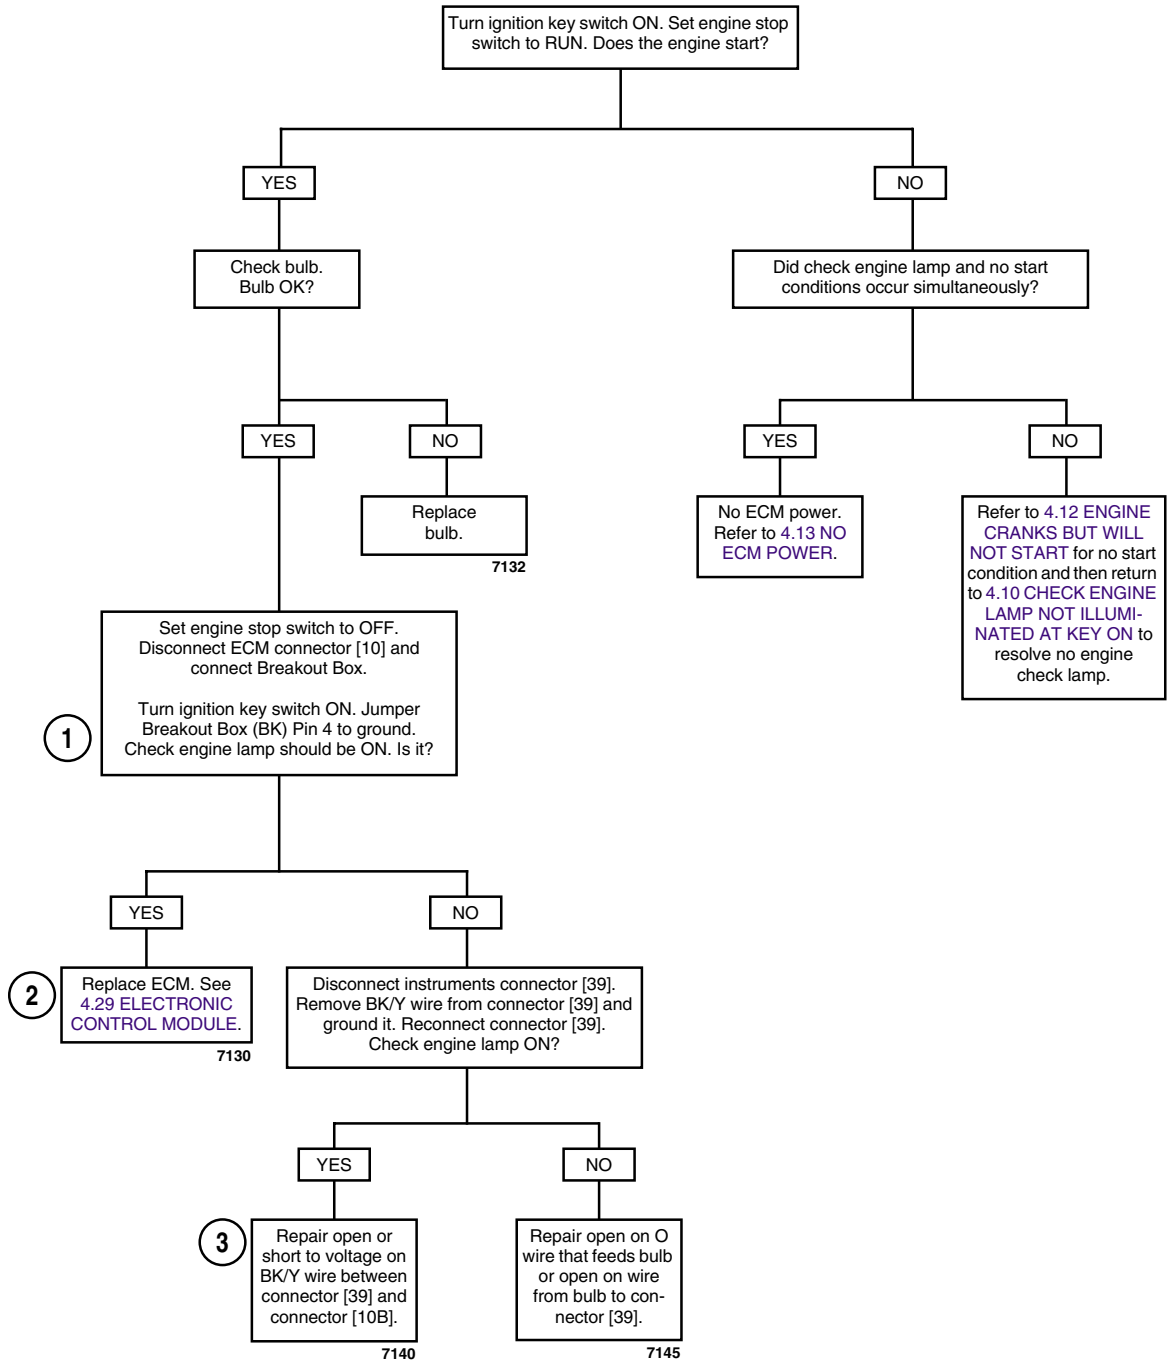 Turn ignition key switch ON. Set engine stop
switch to RUN. Does the engine start?
YES
NO
Check bulb.
Bulb OK?
Did check engine lamp and no start
conditions occur simultaneously?
YES
NO
YES
NO
Replace
bulb.
7132
No ECM power.
Refer to 4.13 NO
ECM POWER.
Refer to 4.12 ENGINE
CRANKS BUT WILL
NOT START for no start
condition and then return
to 4.10 CHECK ENGINE
LAMP NOT ILLUMI-
NATED AT KEY ON to
resolve no engine
check lamp.
1
Set engine stop switch to OFF.
Disconnect ECM connector [10] and
connect Breakout Box.
Turn ignition key switch ON. Jumper
Breakout Box (BK) Pin 4 to ground.
Check engine lamp should be ON. Is it?
YES
NO
2
Replace ECM. See
4.29 ELECTRONIC
CONTROL MODULE.
7130
Disconnect instruments connector [39].
Remove BK/Y wire from connector [39] and
ground it. Reconnect connector [39].
Check engine lamp ON?
YES
NO
3
Repair open or
short to voltage on
BK/Y wire between
connector [39] and
connector [10B].
7140
Repair open on O
wire that feeds bulb
or open on wire
from bulb to con-
nector [39].
7145